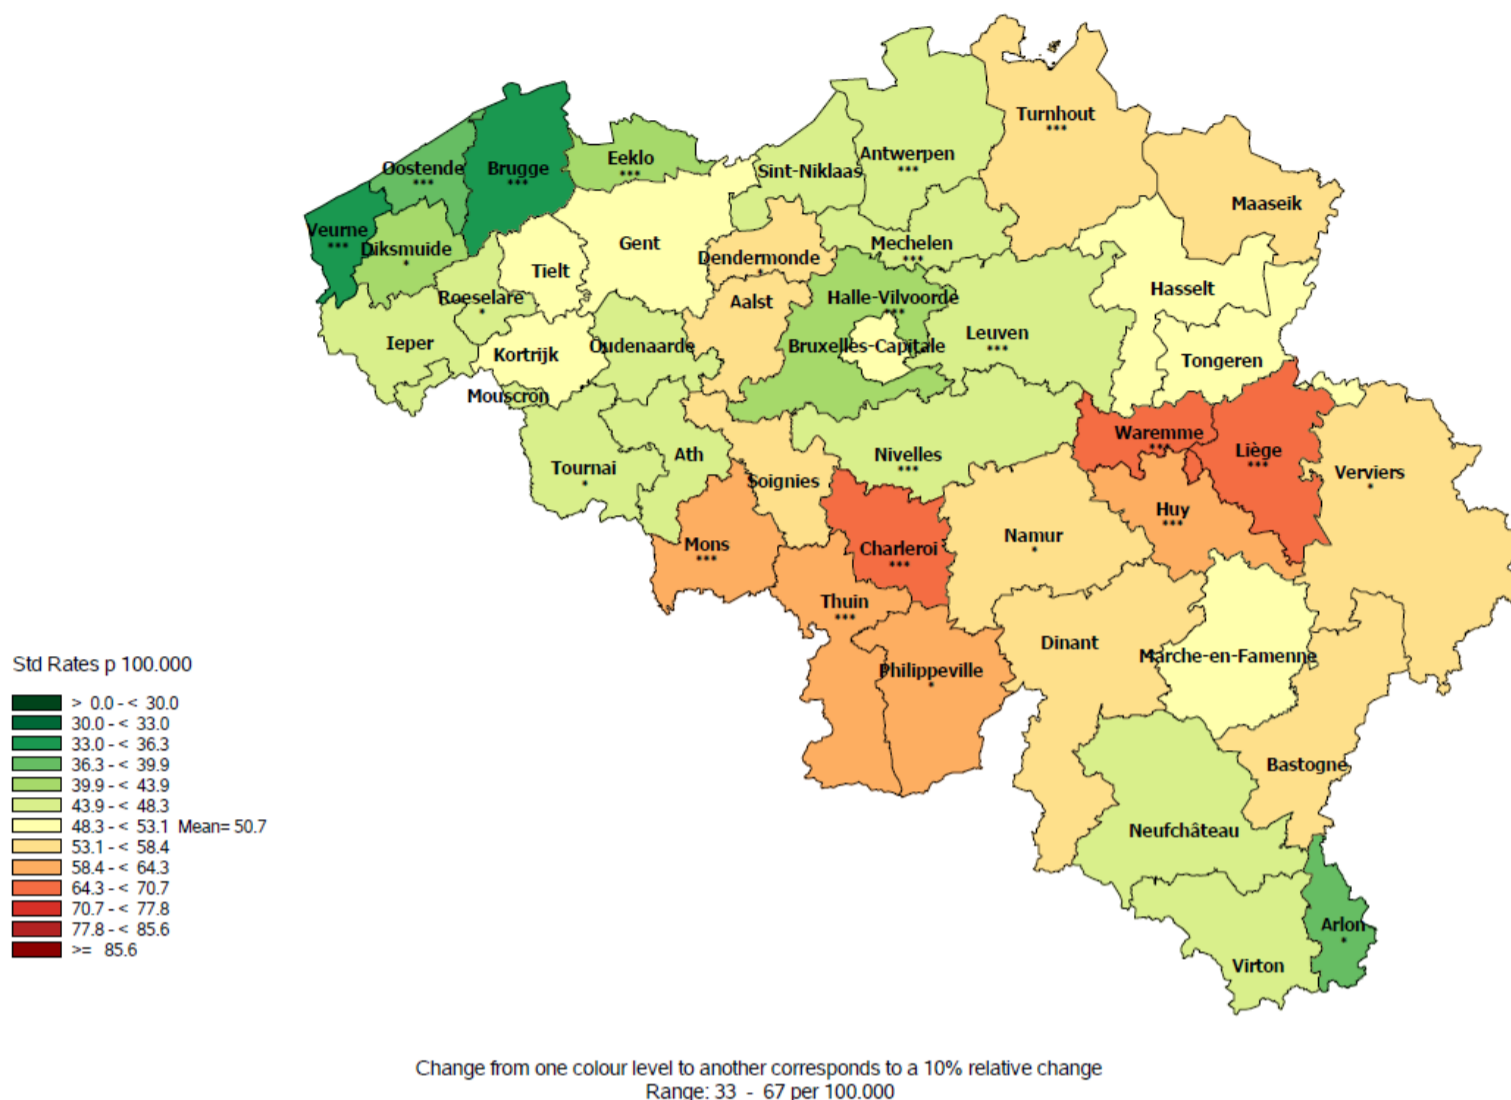 Turnhout
***
Antwerpen
***
Eeklo
***
Oostende
***
Brugge
***
Sint-Niklaas
Maaseik
Veurne
***
Diksmuide
*
Gent
Mechelen
***
Dendermonde
*
Tielt
Hasselt
Roeselare
*
Aalst
Halle-Vilvoorde
***
Leuven
***
Ieper
Kortrijk
Oudenaarde
Bruxelles-Capitale
Tongeren
Mouscron
Waremme
***
Liège
***
Ath
Nivelles
***
Tournai
*
Soignies
Verviers
*
Huy
***
Mons
***
Charleroi
***
Namur
*
Thuin
***
Dinant
Marche-en-Famenne
Philippeville
*
Bastogne
Neufchâteau
Arlon
*
Virton
Std Rates p 100.000
> 0.0 - < 30.0
30.0 - < 33.0
33.0 - < 36.3
36.3 - < 39.9
39.9 - < 43.9
43.9 - < 48.3
48.3 - < 53.1 Mean= 50.7
53.1 - < 58.4
58.4 - < 64.3
64.3 - < 70.7
70.7 - < 77.8
77.8 - < 85.6
>= 85.6
Change from one colour level to another corresponds to a 10% relative change
Range: 33 - 67 per 100.000